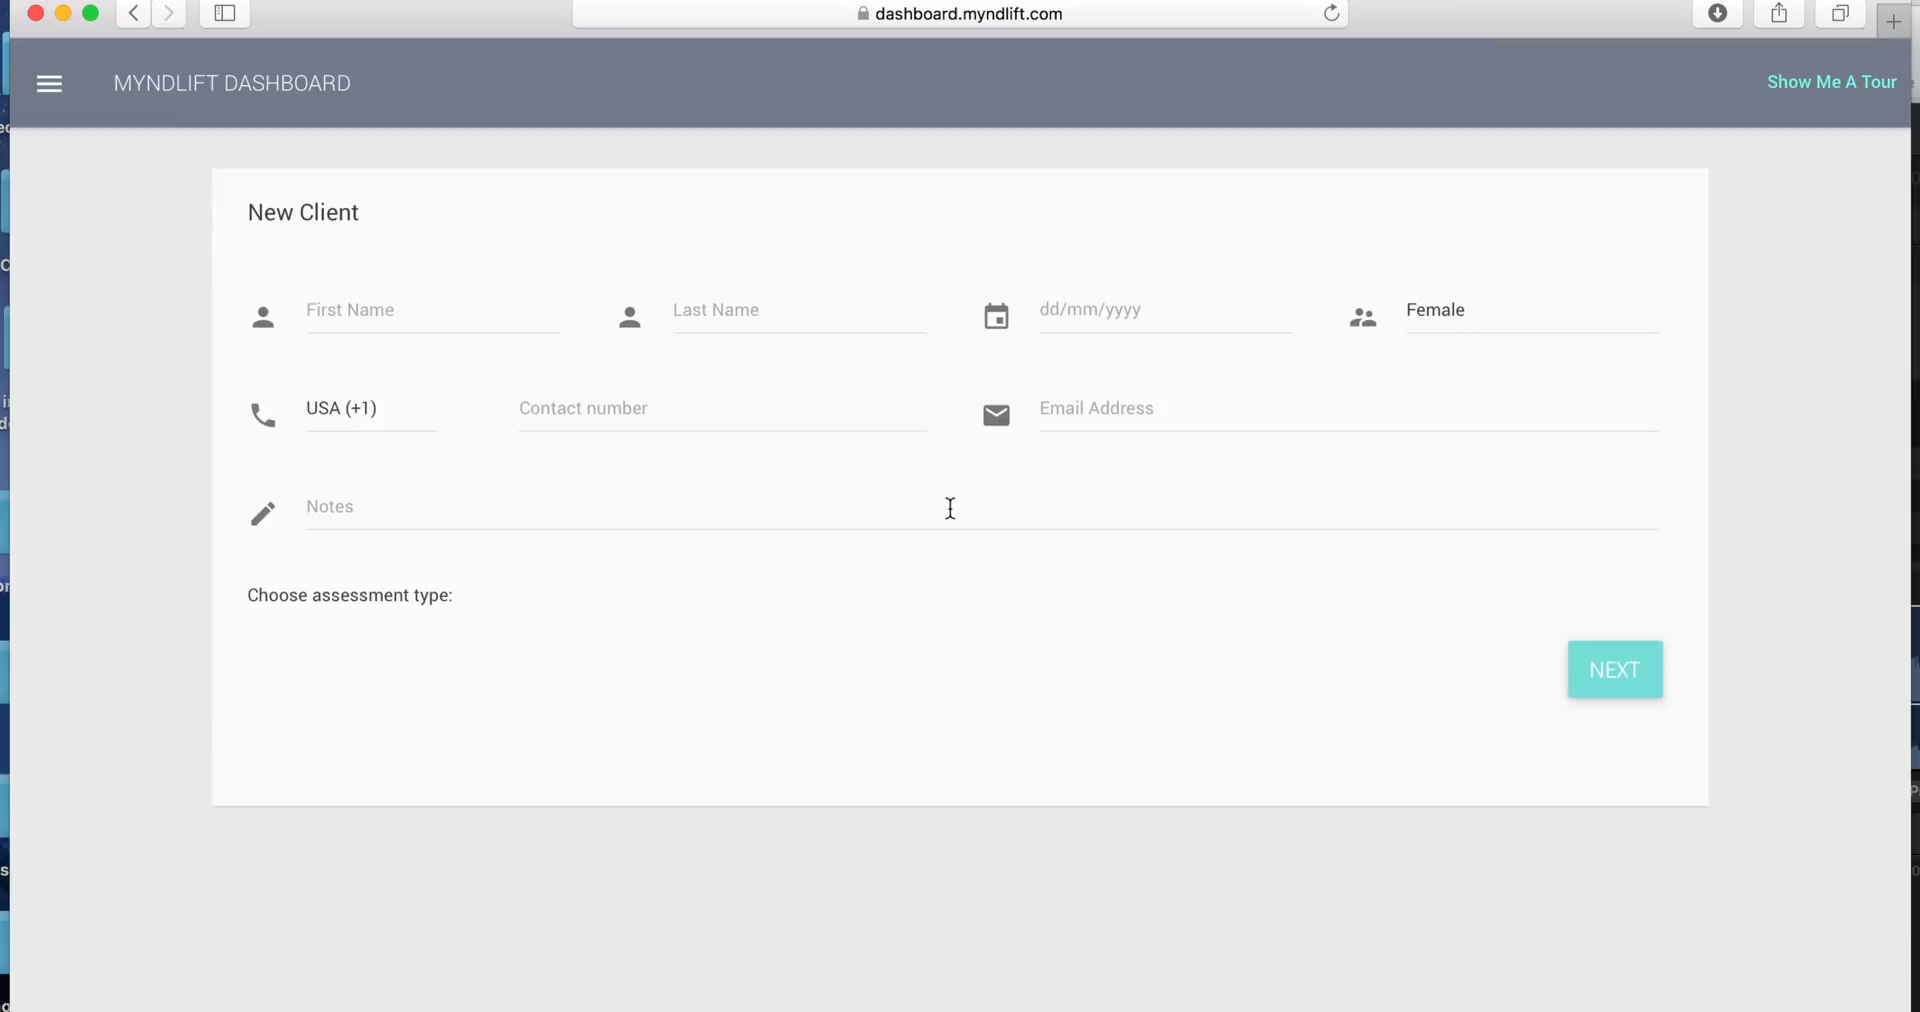 dashboard.myndlift.com
MYNDLIFT DASHBOARD
Show Me A Tour
New Client
First Name
Last Name
dd/mm/yyyy
Female
USA (+1)
Contact number
Email Address
Notes
Choose assessment type:
NEXT